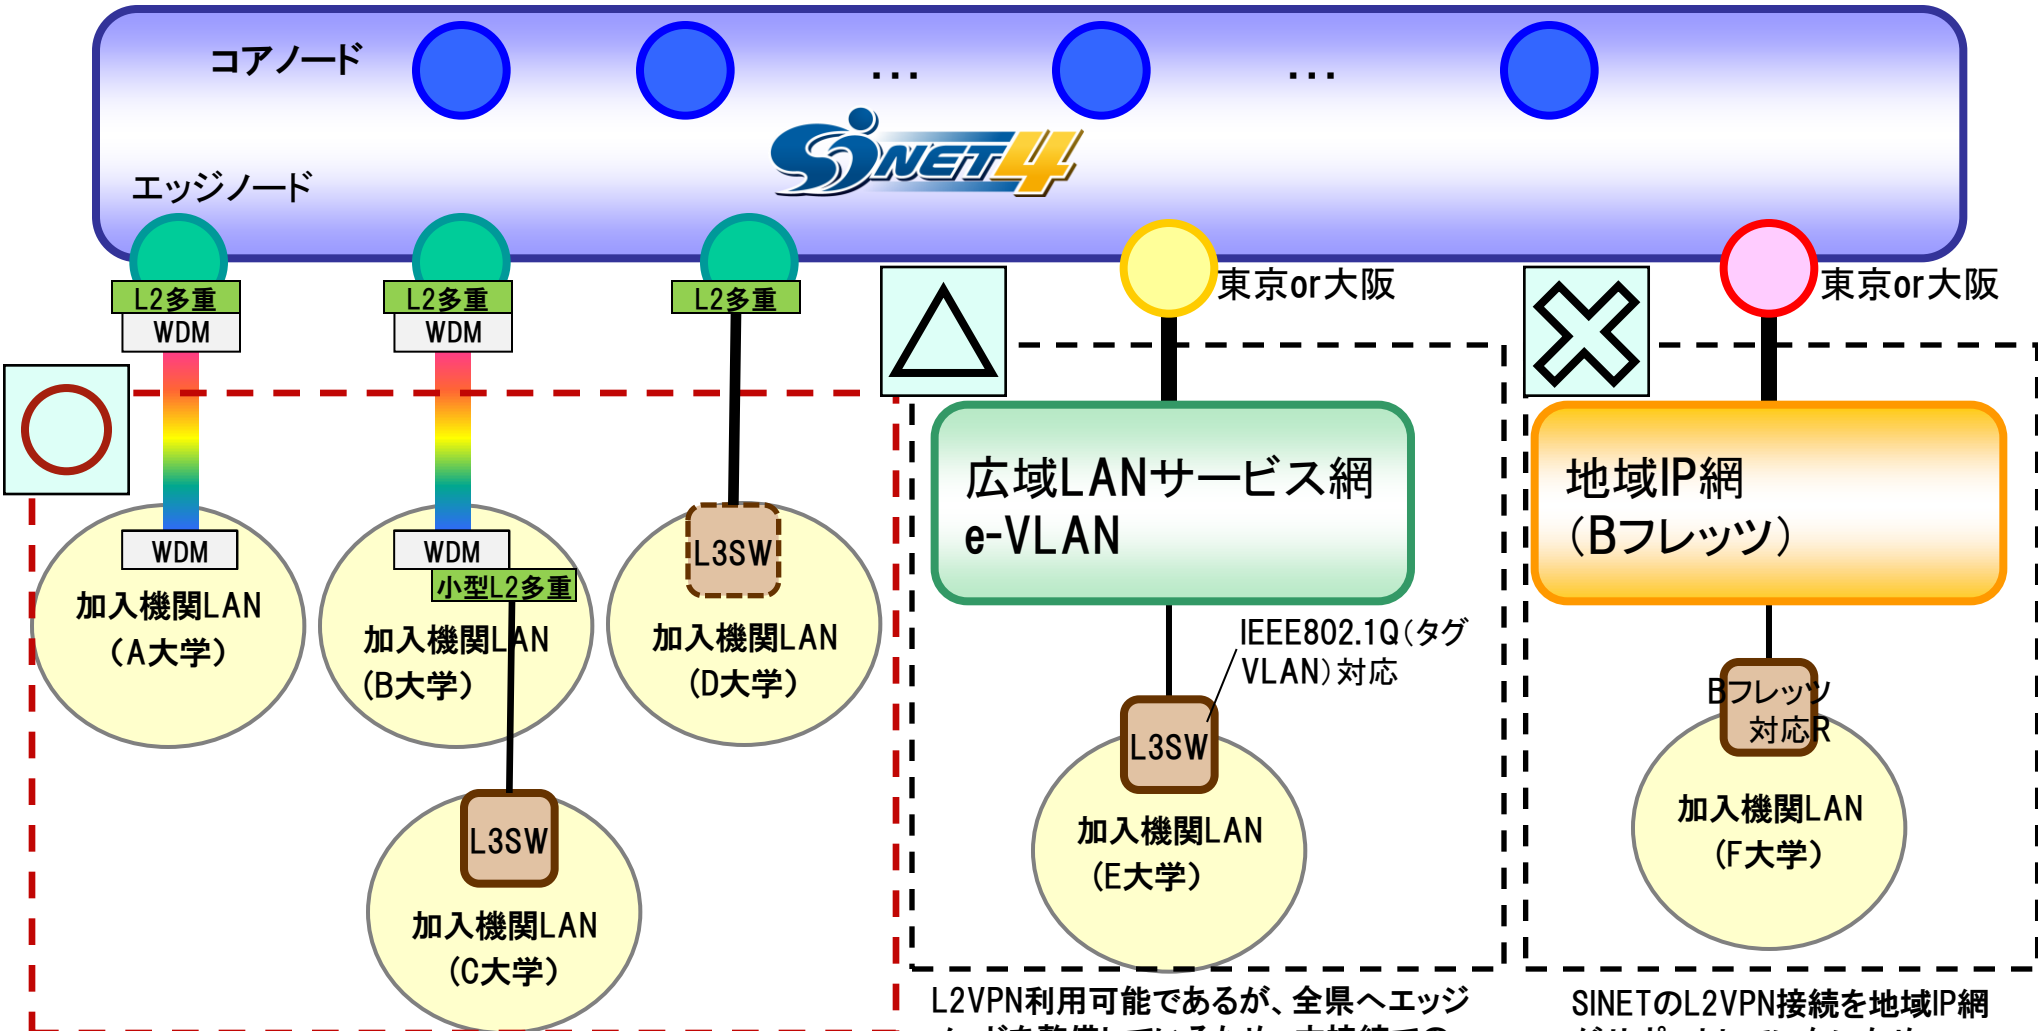 コアノード
…
…
SINET4
エッジノード
東京or大阪
東京or大阪
L2多重
WDM
L2多重
WDM
L2多重
広域LANサービス網
e-VLAN
地域IP網
（Bフレッツ）
WDM
加入機関LAN
（A大学）
WDM
小型L2多重
加入機関LAN
(B大学）
L3SW
加入機関LAN
(D大学）
IEEE802.1Q（タグ
VLAN）対応
L3SW
加入機関LAN
(E大学）
Bフレッツ
対応R
加入機関LAN
(F大学）
L3SW
加入機関LAN
(C大学）
L2VPN利用可能であるが、全県へエッジ
SINETのL2VPN接続を地域IP網